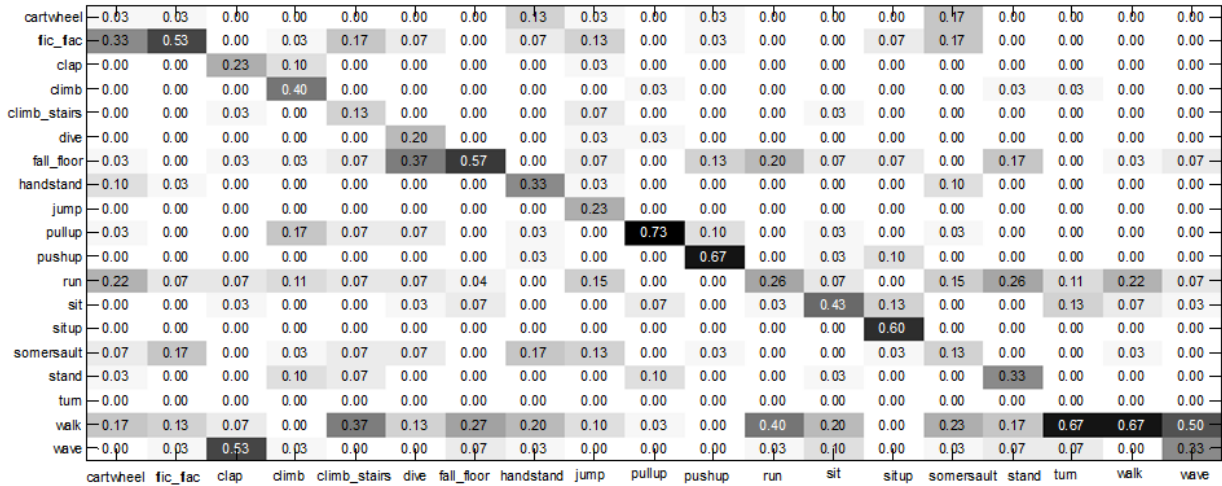 cartwheel 0.03 0.03 0.00 0.00 0.00 0.00 0.00 0.13 0.03 0.00 0.03 0.00 0.00 0.00 0.17 0.00 0.00 0.00 0.00
flic_flac 0.33 0.53 0.00 0.03 0.17 0.07 0.00 0.07 0.13 0.00 0.03 0.00 0.00 0.07 0.17 0.00 0.00 0.00 0.00
clap 0.00 0.00 0.23 0.10 0.00 0.00 0.00 0.00 0.03 0.00 0.00 0.00 0.00 0.00 0.00 0.00 0.00 0.00 0.00
climb 0.00 0.00 0.00 0.40 0.00 0.00 0.00 0.00 0.00 0.03 0.00 0.00 0.00 0.00 0.00 0.03 0.03 0.00 0.00
climb_stairs 0.00 0.00 0.03 0.00 0.13 0.00 0.00 0.00 0.07 0.00 0.00 0.00 0.03 0.00 0.00 0.00 0.00 0.00 0.00
dive 0.00 0.00 0.00 0.00 0.00 0.20 0.00 0.00 0.03 0.03 0.00 0.00 0.00 0.00 0.00 0.00 0.00 0.00 0.00
fall_floor 0.03 0.00 0.03 0.03 0.07 0.37 0.57 0.00 0.07 0.00 0.13 0.20 0.07 0.07 0.00 0.17 0.00 0.03 0.07
handstand 0.10 0.03 0.00 0.00 0.00 0.00 0.00 0.33 0.03 0.00 0.00 0.00 0.00 0.00 0.10 0.00 0.00 0.00 0.00
jump 0.00 0.00 0.00 0.00 0.00 0.00 0.00 0.00 0.23 0.00 0.00 0.00 0.00 0.00 0.00 0.00 0.00 0.00 0.00
pullup 0.03 0.00 0.00 0.17 0.07 0.07 0.00 0.03 0.00 0.73 0.10 0.00 0.03 0.00 0.03 0.00 0.00 0.00 0.00
pushup 0.00 0.00 0.00 0.00 0.00 0.00 0.00 0.03 0.00 0.00 0.67 0.00 0.03 0.10 0.00 0.00 0.00 0.00 0.00
run 0.22 0.07 0.07 0.11 0.07 0.07 0.04 0.00 0.15 0.00 0.00 0.26 0.07 0.00 0.15 0.26 0.11 0.22 0.07
sit 0.00 0.00 0.03 0.00 0.00 0.03 0.07 0.00 0.00 0.07 0.00 0.03 0.43 0.13 0.00 0.00 0.13 0.07 0.03
situp 0.00 0.00 0.00 0.00 0.00 0.00 0.00 0.00 0.00 0.00 0.00 0.00 0.00 0.60 0.00 0.00 0.00 0.00 0.00
somersault 0.07 0.17 0.00 0.03 0.07 0.07 0.00 0.17 0.13 0.00 0.03 0.00 0.00 0.03 0.13 0.00 0.00 0.03 0.00
stand 0.03 0.00 0.00 0.10 0.07 0.00 0.00 0.00 0.00 0.10 0.00 0.00 0.03 0.00 0.00 0.33 0.00 0.00 0.00
turn 0.00 0.00 0.00 0.00 0.00 0.00 0.00 0.00 0.00 0.00 0.00 0.00 0.00 0.00 0.00 0.00 0.00 0.00 0.00
walk 0.17 0.13 0.07 0.00 0.37 0.13 0.27 0.20 0.10 0.03 0.00 0.40 0.20 0.00 0.23 0.17 0.67 0.67 0.50
wave 0.00 0.03 0.53 0.03 0.00 0.00 0.07 0.03 0.00 0.00 0.00 0.03 0.10 0.00 0.03 0.07 0.07 0.00 0.23
cartwheel flic_flac clap climb climb_stairs dive fall_floor handstand jump pullup pushup run sit situp somersault stand turn walk wave